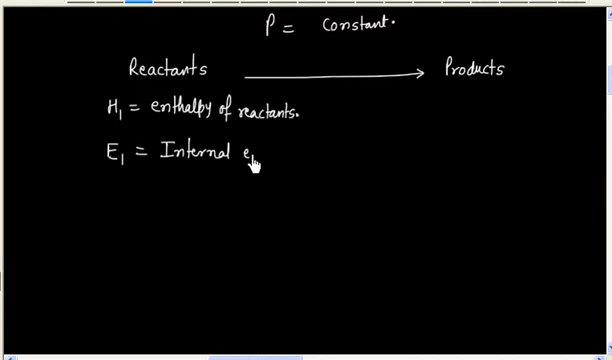 P = Constant.
Reactants ⟶ Products
H₁ = enthalpy of reactants.
E₁ = Internal e